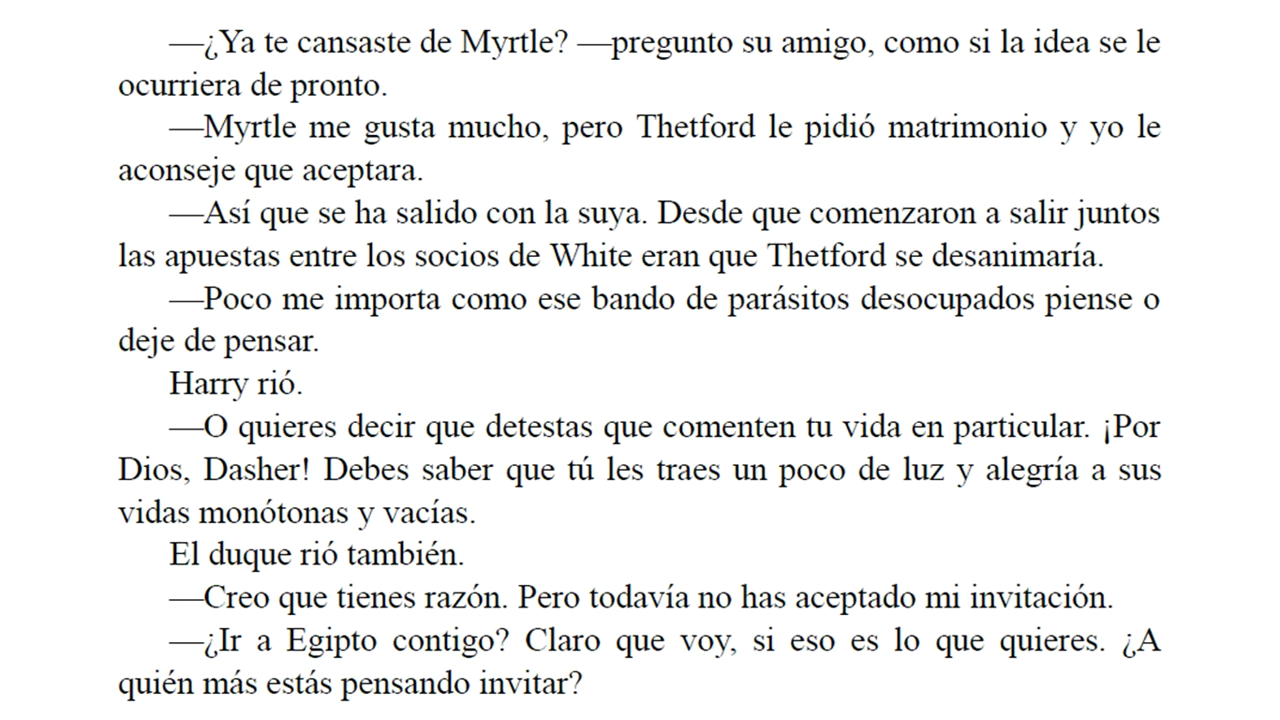 —¿Ya te cansaste de Myrtle? —pregunto su amigo, como si la idea se le
ocurriera de pronto.
—Myrtle me gusta mucho, pero Thetford le pidió matrimonio y yo le
aconseje que aceptara.
—Así que se ha salido con la suya. Desde que comenzaron a salir juntos
las apuestas entre los socios de White eran que Thetford se desanimaría.
—Poco me importa como ese bando de parásitos desocupados piense o
deje de pensar.
Harry rió.
—O quieres decir que detestas que comenten tu vida en particular. ¡Por
Dios, Dasher! Debes saber que tú les traes un poco de luz y alegría a sus
vidas monótonas y vacías.
El duque rió también.
—Creo que tienes razón. Pero todavía no has aceptado mi invitación.
—¿Ir a Egipto contigo? Claro que voy, si eso es lo que quieres. ¿A
quién más estás pensando invitar?